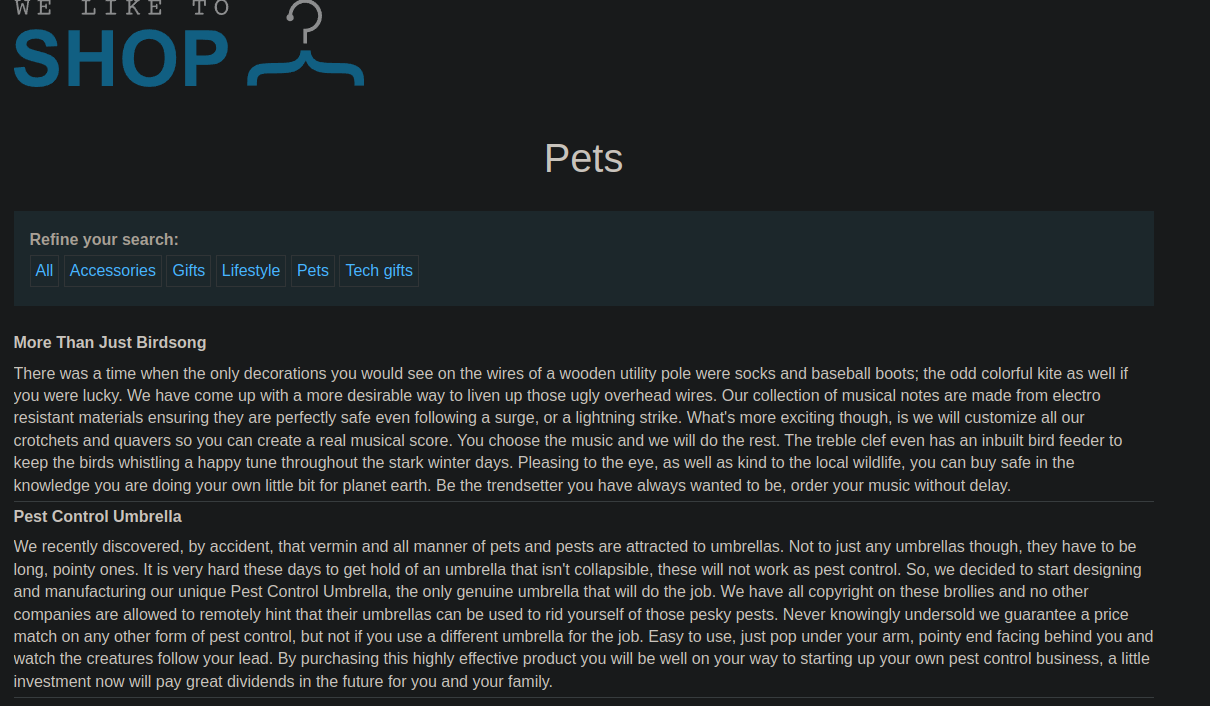 WE LIKE TO
SHOP
Pets
Refine your search:
All Accessories Gifts Lifestyle Pets Tech gifts
More Than Just Birdsong
There was a time when the only decorations you would see on the wires of a wooden utility pole were socks and baseball boots; the odd colorful kite as well if
you were lucky. We have come up with a more desirable way to liven up those ugly overhead wires. Our collection of musical notes are made from electro
resistant materials ensuring they are perfectly safe even following a surge, or a lightning strike. What's more exciting though, is we will customize all our
crotchets and quavers so you can create a real musical score. You choose the music and we will do the rest. The treble clef even has an inbuilt bird feeder to
keep the birds whistling a happy tune throughout the stark winter days. Pleasing to the eye, as well as kind to the local wildlife, you can buy safe in the
knowledge you are doing your own little bit for planet earth. Be the trendsetter you have always wanted to be, order your music without delay.
Pest Control Umbrella
We recently discovered, by accident, that vermin and all manner of pets and pests are attracted to umbrellas. Not to just any umbrellas though, they have to be
long, pointy ones. It is very hard these days to get hold of an umbrella that isn't collapsible, these will not work as pest control. So, we decided to start designing
and manufacturing our unique Pest Control Umbrella, the only genuine umbrella that will do the job. We have all copyright on these brollies and no other
companies are allowed to remotely hint that their umbrellas can be used to rid yourself of those pesky pests. Never knowingly undersold we guarantee a price
match on any other form of pest control, but not if you use a different umbrella for the job. Easy to use, just pop under your arm, pointy end facing behind you and
watch the creatures follow your lead. By purchasing this highly effective product you will be well on your way to starting up your own pest control business, a little
investment now will pay great dividends in the future for you and your family.